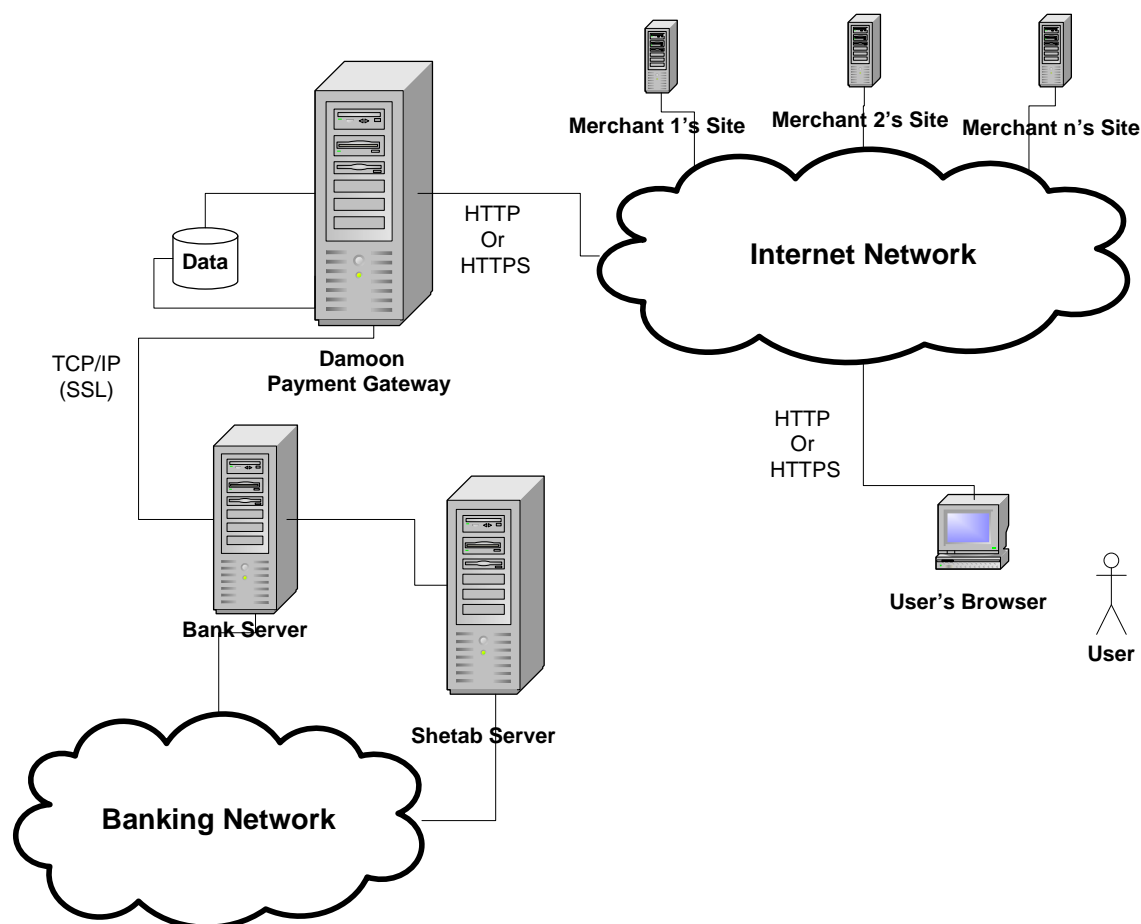 Merchant 1's Site
Merchant 2's Site
Merchant n's Site
HTTP
Or
HTTPS
Data
Internet Network
Damoon
Payment Gateway
TCP/IP
(SSL)
HTTP
Or
HTTPS
User's Browser
User
Bank Server
Shetab Server
Banking Network